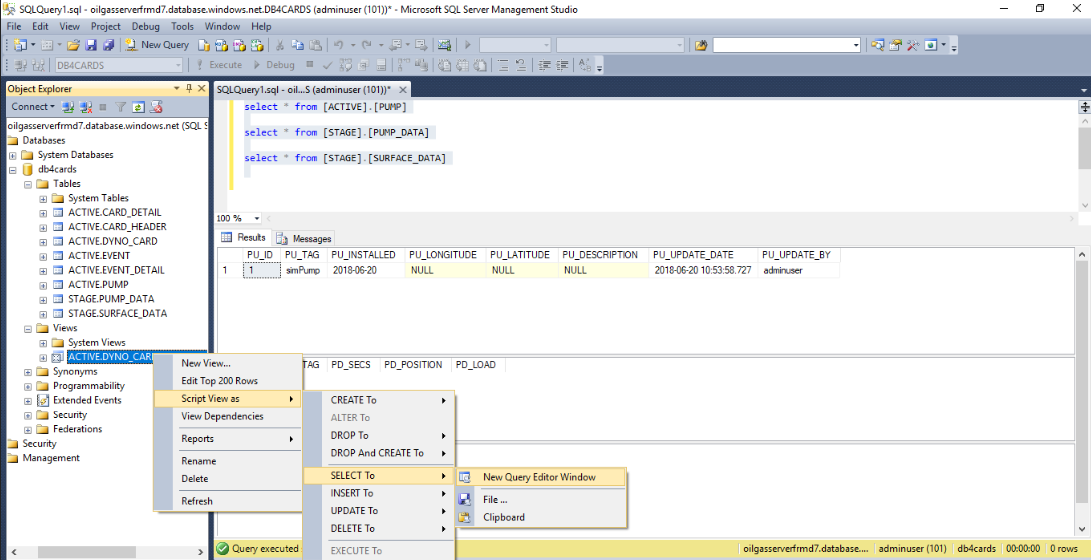 SQLQuery1.sql - oilgasserverfrmd7.database.windows.net.DB4CARDS (adminuser (101))* - Microsoft SQL Server Management Studio
File Edit View Project Debug Tools Window Help
New Query
DB4CARDS Execute Debug
Object Explorer
SQLQuery1.sql - oil...S (adminuser (101))*
Connect
oilgasserverfrmd7.database.windows.net (SQL S
Databases
System Databases
db4cards
Tables
System Tables
ACTIVE.CARD_DETAIL
ACTIVE.CARD_HEADER
ACTIVE.DYNO_CARD
ACTIVE.EVENT
ACTIVE.EVENT_DETAIL
ACTIVE.PUMP
STAGE.PUMP_DATA
STAGE.SURFACE_DATA
Views
System Views
ACTIVE.DYNO_CAR
Synonyms
Programmability
Extended Events
Security
Federations
Security
Management
select * from [ACTIVE].[PUMP]
select * from [STAGE].[PUMP_DATA]
select * from [STAGE].[SURFACE_DATA]
100 %
Results Messages
PU_ID PU_TAG PU_INSTALLED PU_LONGITUDE PU_LATITUDE PU_DESCRIPTION PU_UPDATE_DATE PU_UPDATE_BY
1 1 simPump 2018-06-20 NULL NULL NULL 2018-06-20 10:53:58.727 adminuser
TAG PD_SECS PD_POSITION PD_LOAD
New View...
Edit Top 200 Rows
Script View as
View Dependencies
Reports
Rename
Delete
Refresh
CREATE To
ALTER To
DROP To
DROP And CREATE To
SELECT To
INSERT To
UPDATE To
DELETE To
EXECUTE To
New Query Editor Window
File ...
Clipboard
Query executed oilgasserverfrmd7.database.... adminuser (101) db4cards 00:00:00 0 rows